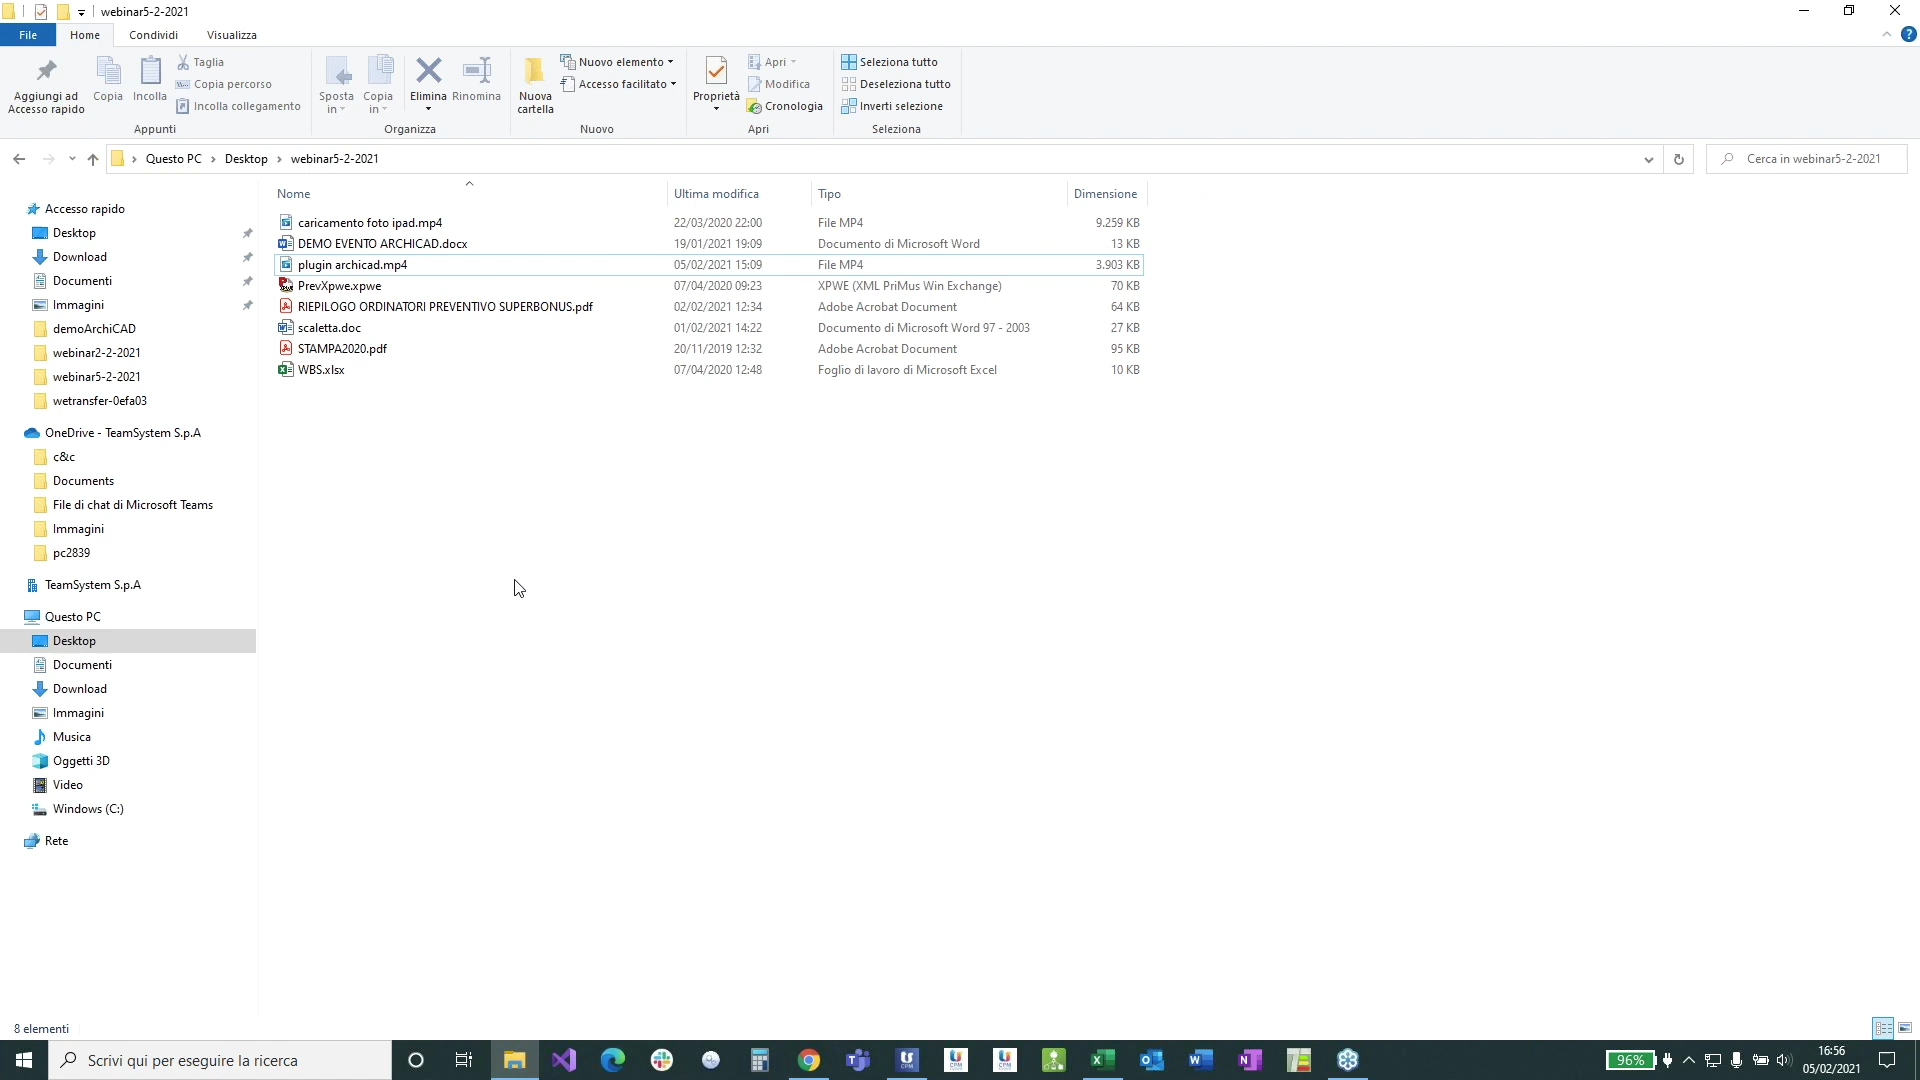 webinar5-2-2021
File Home Condividi Visualizza
Aggiungi ad Accesso rapido
Copia
Incolla
Taglia
Copia percorso
Incolla collegamento
Appunti
Sposta in
Copia in
Elimina
Rinomina
Organizza
Nuova cartella
Nuovo elemento
Accesso facilitato
Nuovo
Proprietà
Apri
Modifica
Cronologia
Apri
Seleziona tutto
Deseleziona tutto
Inverti selezione
Seleziona
Questo PC > Desktop > webinar5-2-2021
Cerca in webinar5-2-2021
Nome Ultima modifica Tipo Dimensione
caricamento foto ipad.mp4 22/03/2020 22:00 File MP4 9.259 KB
DEMO EVENTO ARCHICAD.docx 19/01/2021 19:09 Documento di Microsoft Word 13 KB
plugin archicad.mp4 05/02/2021 15:09 File MP4 3.903 KB
PrevXpwe.xpwe 07/04/2020 09:23 XPWE (XML PriMus Win Exchange) 70 KB
RIEPILOGO ORDINATORI PREVENTIVO SUPERBONUS.pdf 02/02/2021 12:34 Adobe Acrobat Document 64 KB
scaletta.doc 01/02/2021 14:22 Documento di Microsoft Word 97 - 2003 27 KB
STAMPA2020.pdf 20/11/2019 12:32 Adobe Acrobat Document 95 KB
WBS.xlsx 07/04/2020 12:48 Foglio di lavoro di Microsoft Excel 10 KB
Accesso rapido
Desktop
Download
Documenti
Immagini
demoArchiCAD
webinar2-2-2021
webinar5-2-2021
wetransfer-0efa03
OneDrive - TeamSystem S.p.A
c&c
Documents
File di chat di Microsoft Teams
Immagini
pc2839
TeamSystem S.p.A
Questo PC
Desktop
Documenti
Download
Immagini
Musica
Oggetti 3D
Video
Windows (C:)
Rete
8 elementi
Scrivi qui per eseguire la ricerca
96%
16:56
05/02/2021